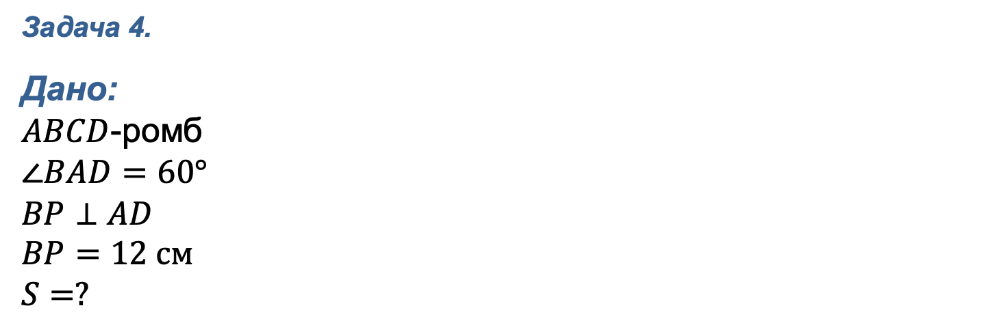 Задача 4.
Дано:
ABCD-ромб
∠BAD = 60°
BP ⊥ AD
BP = 12 см
S =?